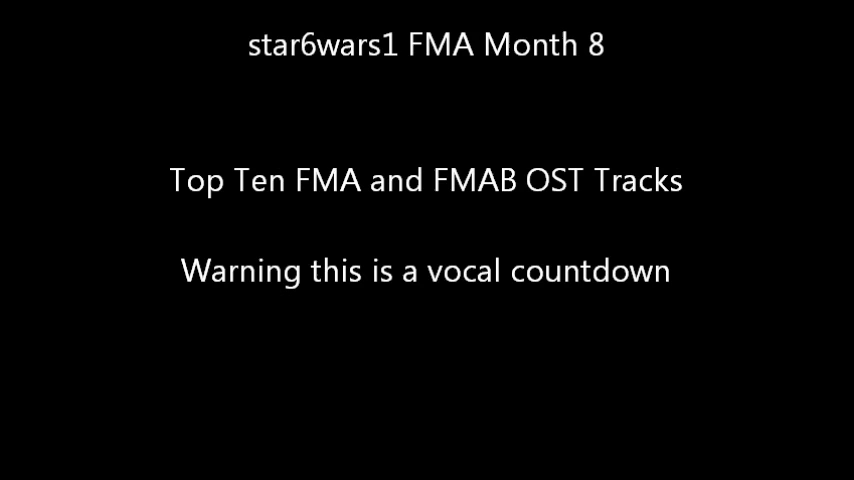 star6wars1 FMA Month 8
Top Ten FMA and FMAB OST Tracks
Warning this is a vocal countdown